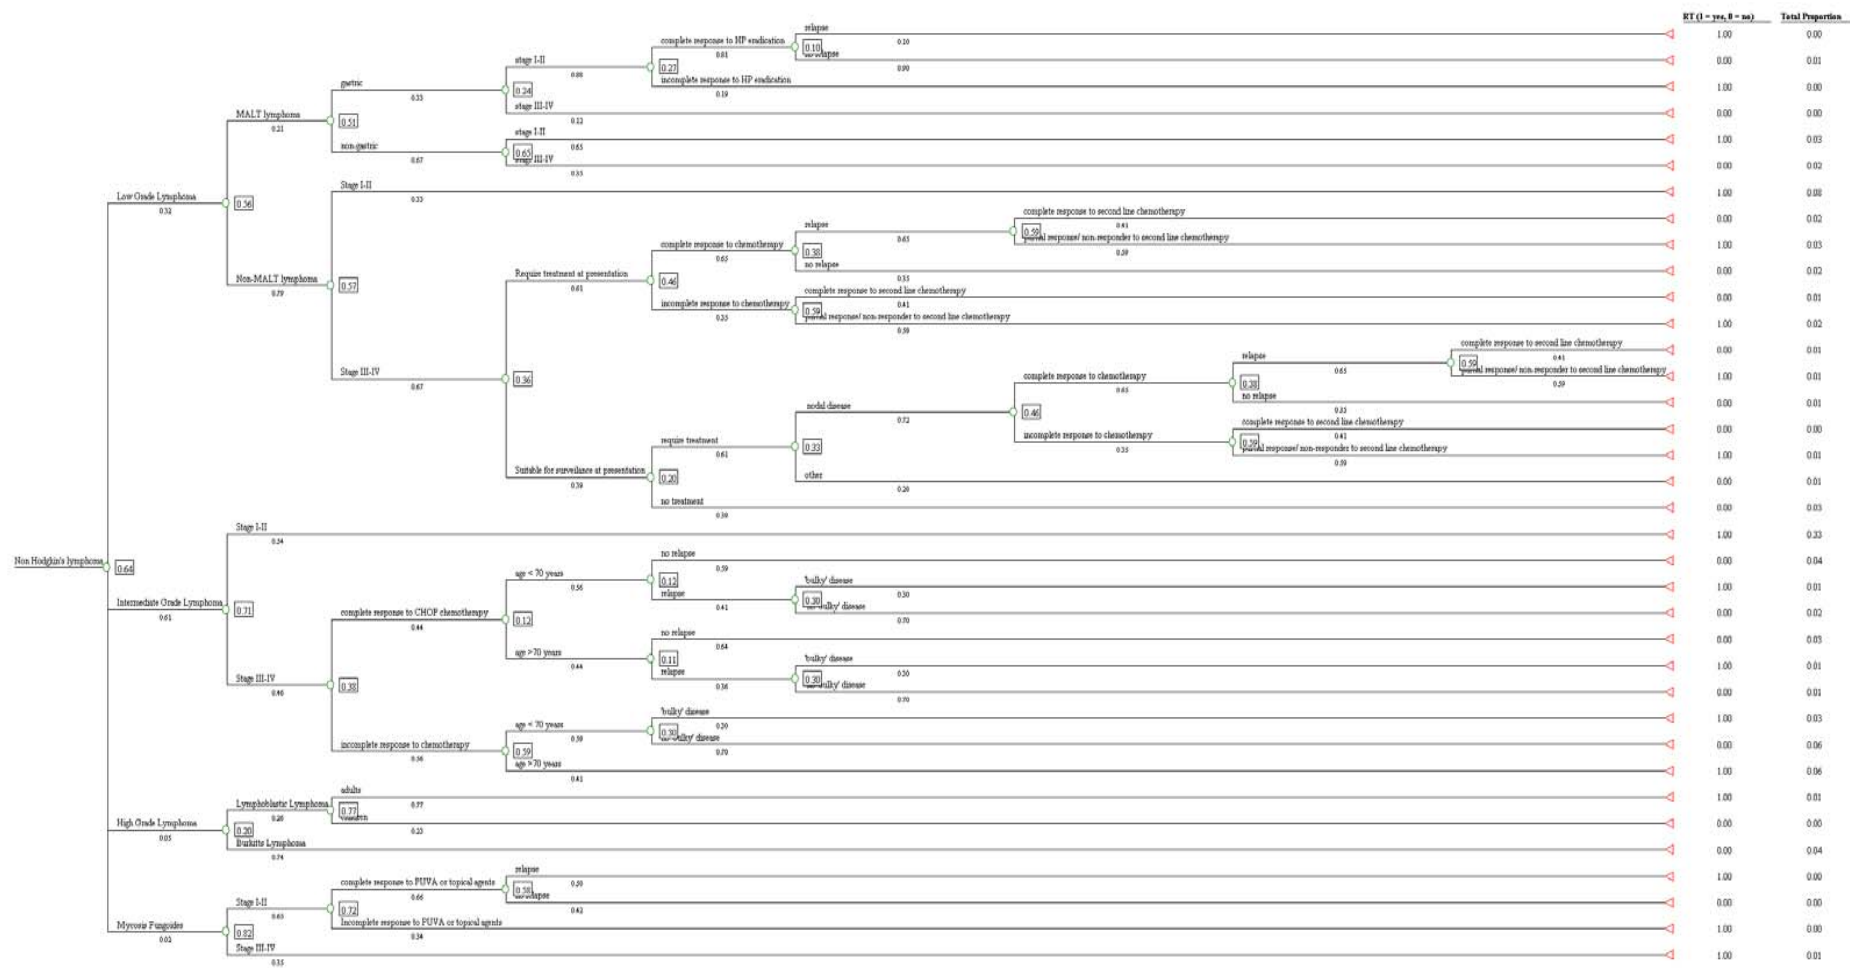 RT (1 = yes, 0 = no) Total Proportion
relapse
0.10
1.00 0.00
complete response to HP eradication
0.81
0.10
relapse
0.90
0.00 0.01
stage I-II
0.88
0.27
incomplete response to HP eradication
0.19
1.00 0.00
gastric
0.33
0.24
stage III-IV
0.12
0.00 0.00
MALT lymphoma
0.21
0.51
stage I-II
0.65
1.00 0.03
non-gastric
0.67
0.65
stage III-IV
0.35
0.00 0.02
Low Grade Lymphoma
0.32
0.36
Stage I-II
0.33
1.00 0.08
complete response to second line chemotherapy
0.41
0.00 0.02
relapse
0.65
0.59
partial response/ non-responder to second line chemotherapy
0.59
1.00 0.03
complete response to chemotherapy
0.65
0.38
no relapse
0.35
0.00 0.02
Require treatment at presentation
0.61
0.46
Non-MALT lymphoma
0.79
0.57
complete response to second line chemotherapy
0.41
0.00 0.01
incomplete response to chemotherapy
0.35
0.59
partial response/ non-responder to second line chemotherapy
0.59
1.00 0.02
complete response to second line chemotherapy
0.41
0.00 0.01
relapse
0.65
0.59
partial response/ non-responder to second line chemotherapy
0.59
1.00 0.01
Stage III-IV
0.67
0.36
complete response to chemotherapy
0.65
0.38
no relapse
0.35
0.00 0.01
nodal disease
0.72
0.46
complete response to second line chemotherapy
0.41
0.00 0.00
incomplete response to chemotherapy
0.35
0.59
partial response/ non-responder to second line chemotherapy
0.59
1.00 0.01
require treatment
0.61
0.33
Suitable for surveilance at presentation
0.39
0.20
other
0.28
0.00 0.01
no treatment
0.39
0.00 0.03
Stage I-II
0.54
1.00 0.33
Non Hodgkin's lymphoma
0.64
no relapse
0.59
0.00 0.04
age < 70 years
0.56
0.12
relapse
0.41
'bulky' disease
0.30
1.00 0.01
0.30
'bulky' disease
0.70
0.00 0.02
Intermediate Grade Lymphoma
0.61
0.71
complete response to CHOP chemotherapy
0.44
0.12
no relapse
0.64
0.00 0.03
age >70 years
0.44
0.11
relapse
0.36
'bulky' disease
0.30
1.00 0.01
0.30
'bulky' disease
0.70
0.00 0.01
Stage III-IV
0.46
0.38
'bulky' disease
0.30
1.00 0.03
age < 70 years
0.59
0.30
no 'bulky' disease
0.70
0.00 0.06
incomplete response to chemotherapy
0.56
0.59
age >70 years
0.41
1.00 0.06
adults
0.77
1.00 0.01
Lymphoblastic Lymphoma
0.26
0.77
children
0.23
0.00 0.00
High Grade Lymphoma
0.05
0.20
Burkitts Lymphoma
0.74
0.00 0.04
relapse
0.58
1.00 0.00
complete response to PUVA or topical agents
0.66
0.58
no relapse
0.42
0.00 0.00
Stage I-II
0.65
0.72
Incomplete response to PUVA or topical agents
0.34
1.00 0.00
Mycosis Fungoides
0.02
0.82
Stage III-IV
0.35
1.00 0.01